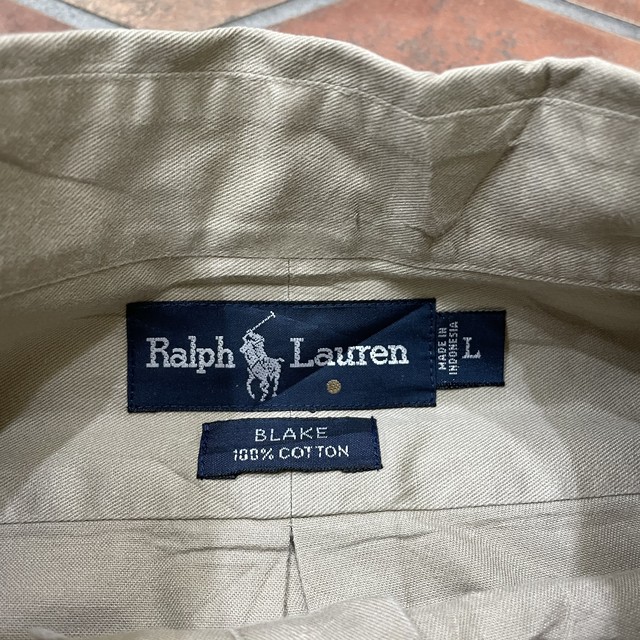 Ralph Lauren
MADE IN
INDONESIA
L
BLAKE
100% COTTON